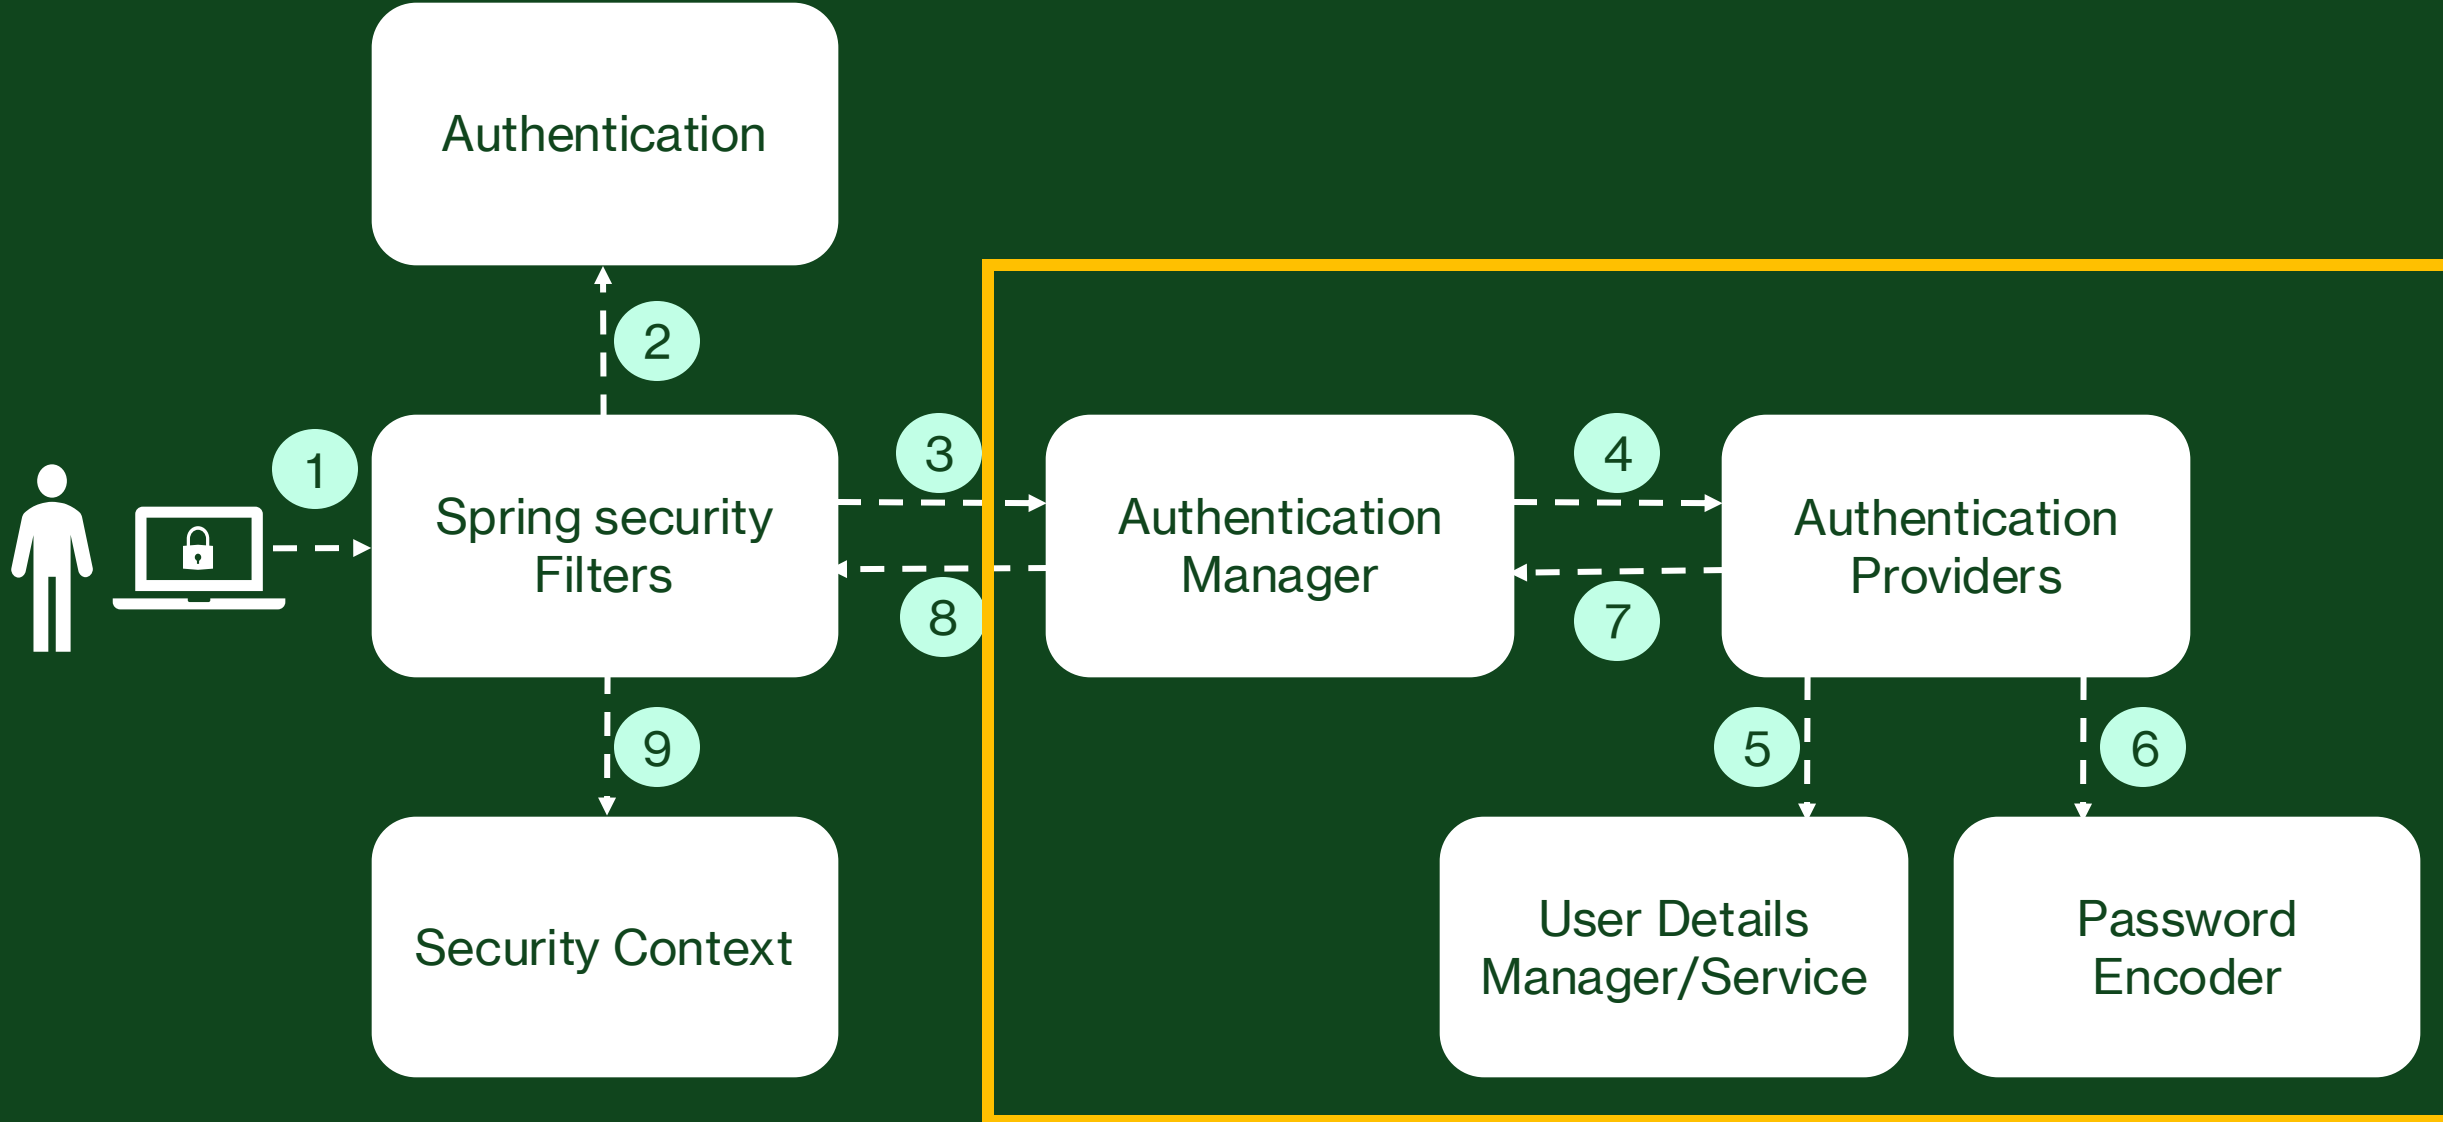 Authentication
2
1
3
4
Spring security
Filters
Authentication
Manager
Authentication
Providers
8
7
9
5
6
Security Context
User Details
Manager/Service
Password
Encoder